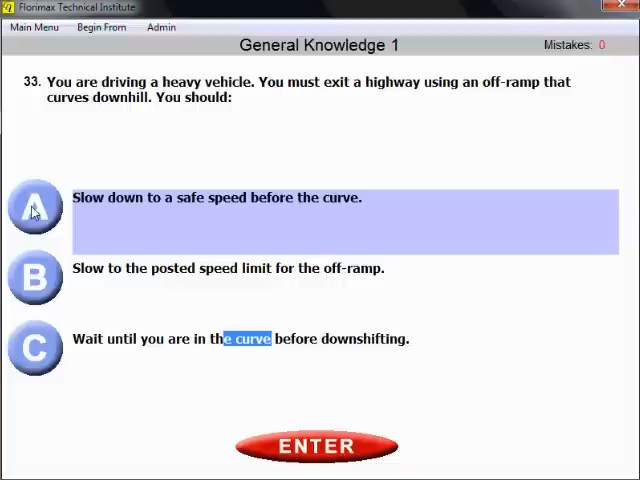 Florimax Technical Institute
Main Menu Begin From Admin
General Knowledge 1 Mistakes: 0
33. You are driving a heavy vehicle. You must exit a highway using an off-ramp that
curves downhill. You should:
A Slow down to a safe speed before the curve.
B Slow to the posted speed limit for the off-ramp.
C Wait until you are in the curve before downshifting.
ENTER